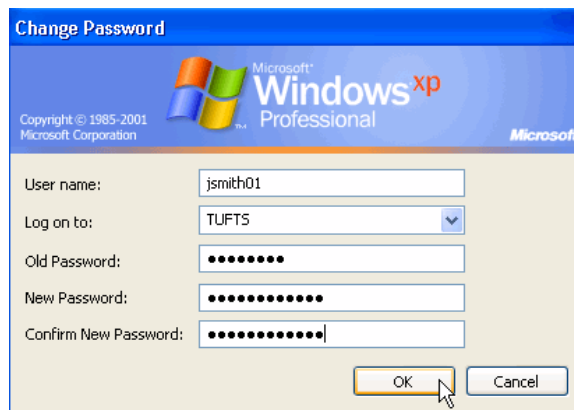 Change Password
Microsoft
Windows xp
Professional
Copyright © 1985-2001
Microsoft Corporation
Microsoft
User name: jsmith01
Log on to: TUFTS
Old Password: ●●●●●●●●
New Password: ●●●●●●●●●●●●
Confirm New Password: ●●●●●●●●●●●●
OK Cancel